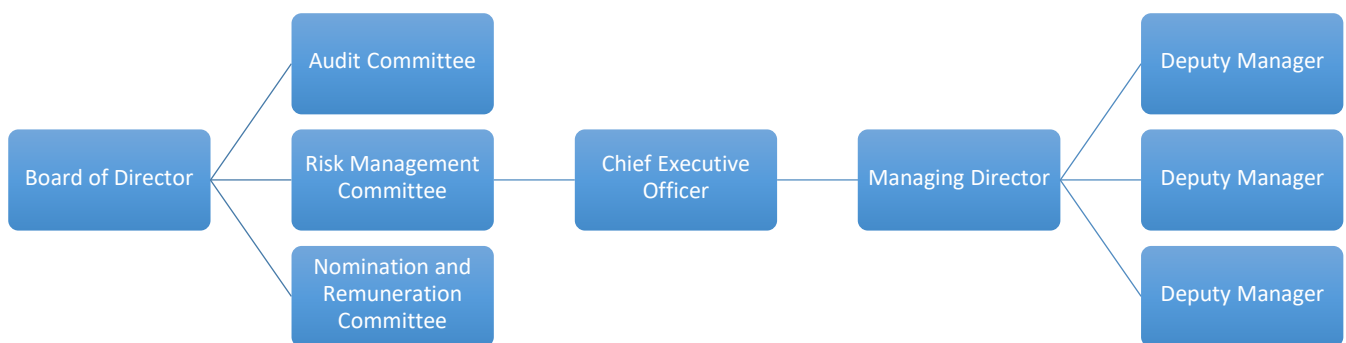 Board of Director
Audit Committee
Risk Management
Committee
Nomination and
Remuneration
Committee
Chief Executive
Officer
Managing Director
Deputy Manager
Deputy Manager
Deputy Manager